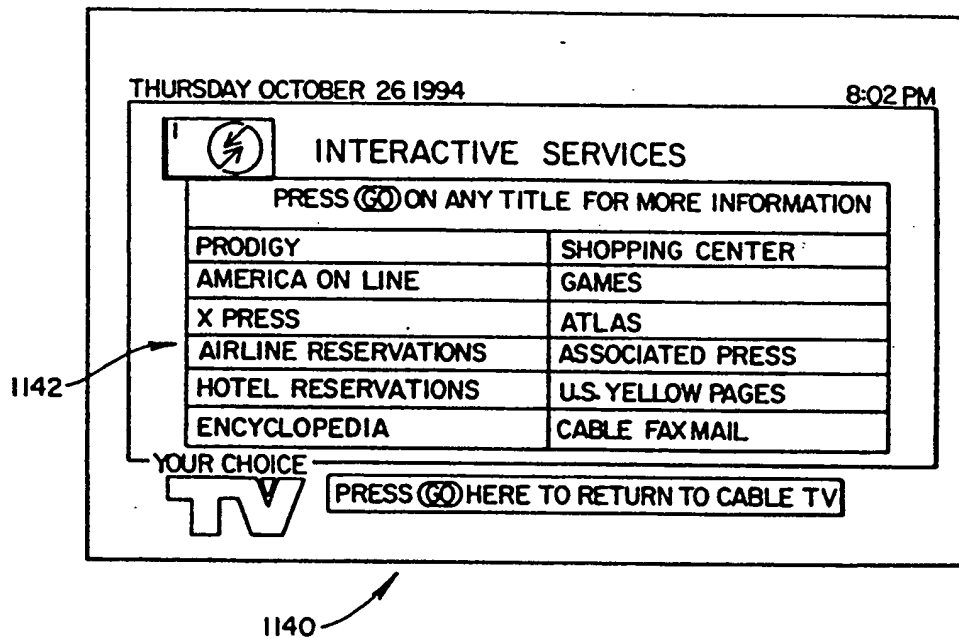 THURSDAY OCTOBER 26 1994 8:02 PM
1 INTERACTIVE SERVICES
PRESS GO ON ANY TITLE FOR MORE INFORMATION
PRODIGY SHOPPING CENTER
AMERICA ON LINE GAMES
X PRESS ATLAS
AIRLINE RESERVATIONS ASSOCIATED PRESS
1142
HOTEL RESERVATIONS U.S. YELLOW PAGES
ENCYCLOPEDIA CABLE FAXMAIL
YOUR CHOICE
TV PRESS GO HERE TO RETURN TO CABLE TV
1140